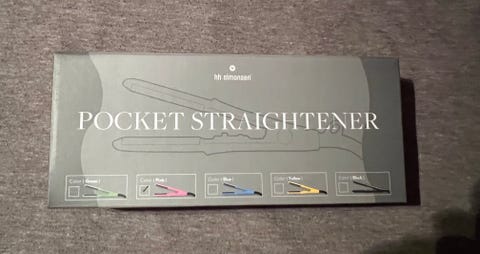 hh simonsen
POCKET STRAIGHTENER
Color ( Green ) Color ( Pink ) Color ( Blue ) Color ( Yellow ) Color ( Black )